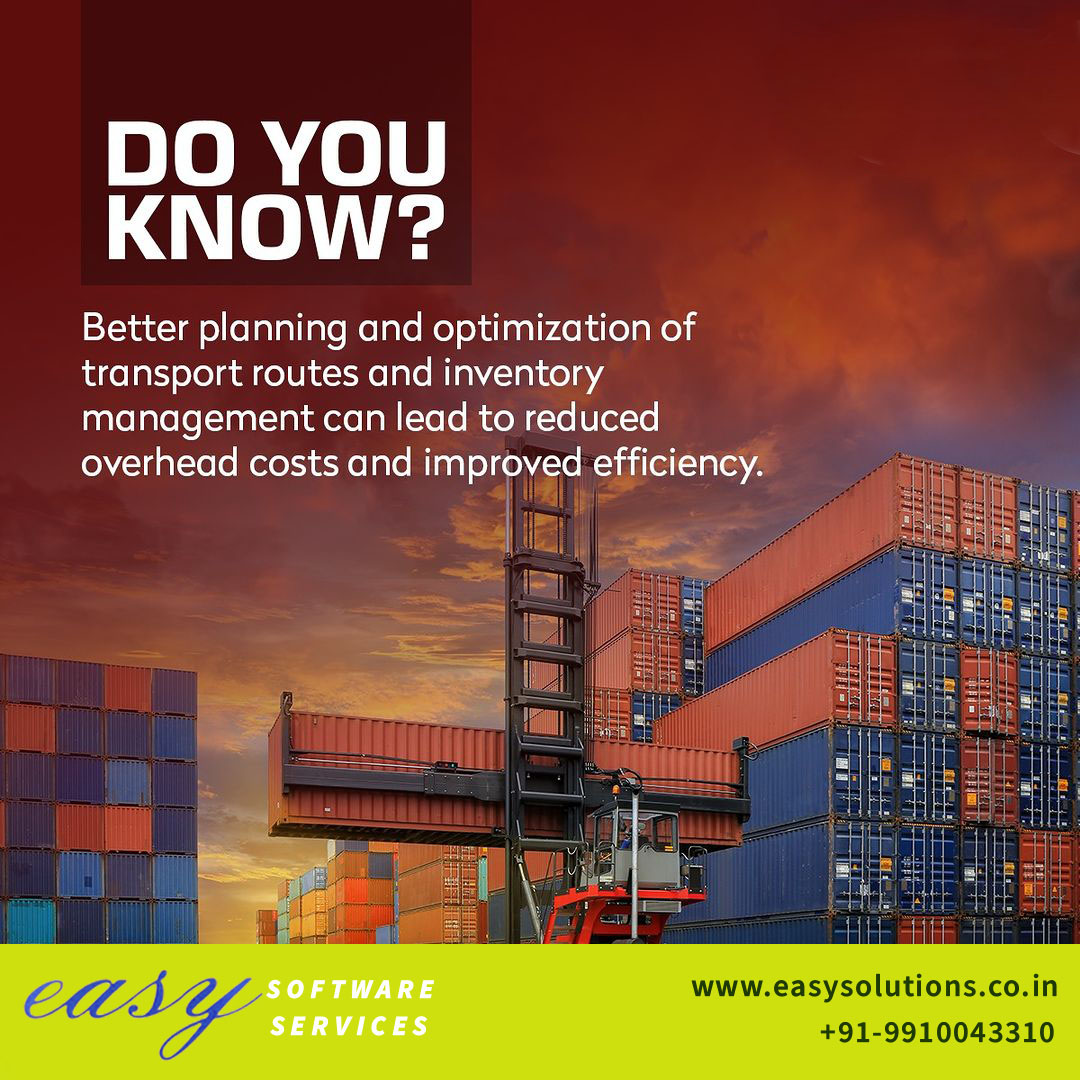 DO YOU
KNOW?
Better planning and optimization of
transport routes and inventory
management can lead to reduced
overhead costs and improved efficiency.
easy SOFTWARE
SERVICES
www.easysolutions.co.in
+91-9910043310